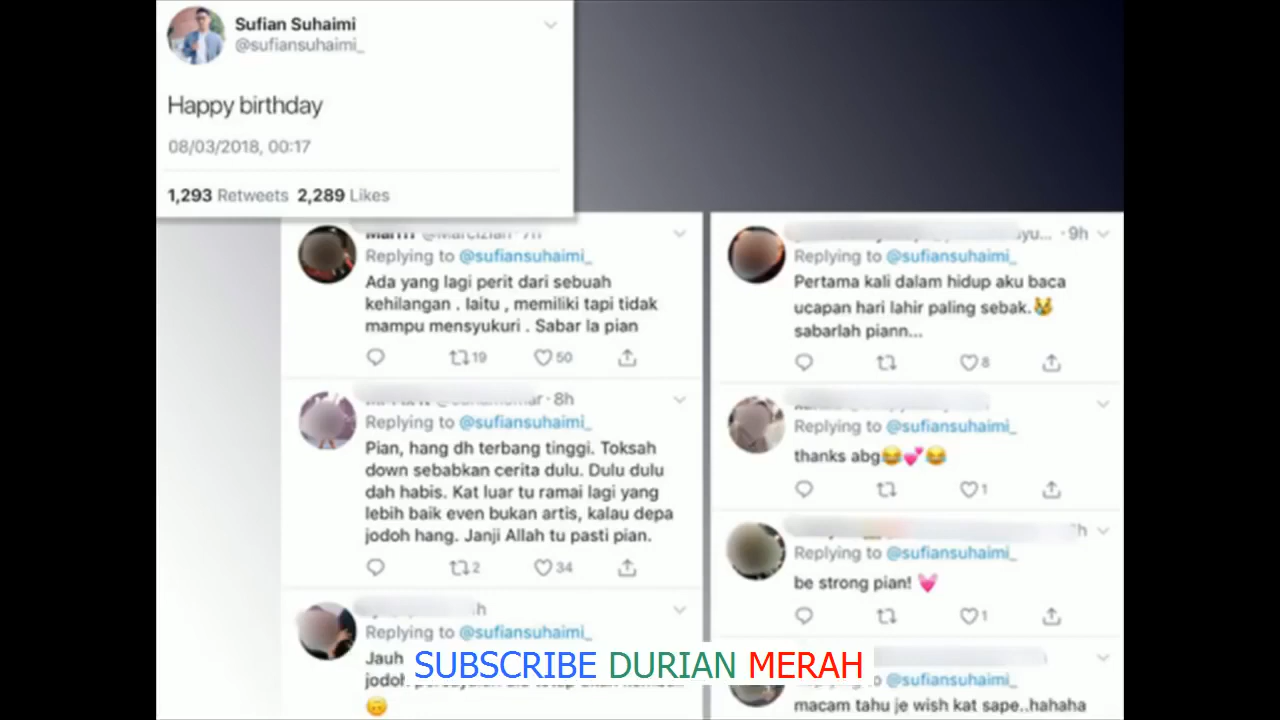 Sufian Suhaimi
@sufiansuhaimi_
Happy birthday
08/03/2018, 00:17
1,293 Retweets 2,289 Likes
Replying to @sufiansuhaimi_
Ada yang lagi perit dari sebuah
kehilangan . Iaitu , memiliki tapi tidak
mampu mensyukuri . Sabar la pian
19 50
8h
Replying to @sufiansuhaimi_
Pian, hang dh terbang tinggi. Toksah
down sebabkan cerita dulu. Dulu dulu
dah habis. Kat luar tu ramai lagi yang
lebih baik even bukan artis, kalau depa
jodoh hang. Janji Allah tu pasti pian.
2 34
Replying to @sufiansuhaimi_
Jauh
jodoh
🙃
9h
Replying to @sufiansuhaimi_
Pertama kali dalam hidup aku baca
ucapan hari lahir paling sebak.😿
sabarlah piann...
8
Replying to @sufiansuhaimi_
thanks abg😂💕😂
1
Replying to @sufiansuhaimi_
be strong pian! 💓
1
Replying to @sufiansuhaimi_
macam tahu je wish kat sape..hahaha
SUBSCRIBE DURIAN MERAH